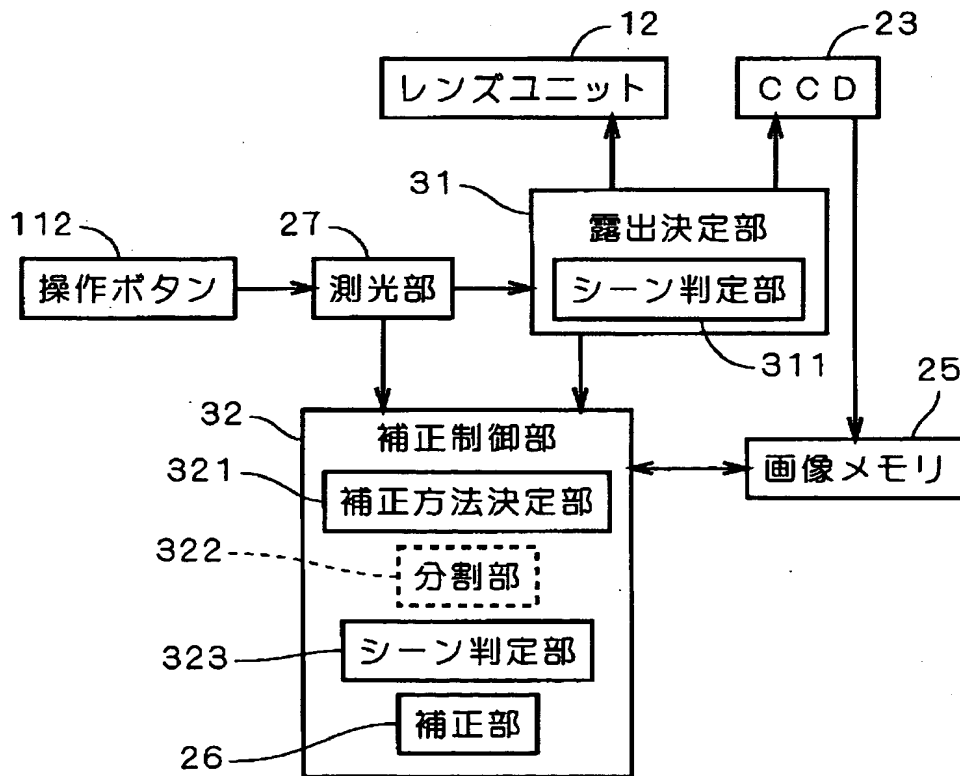 12
23
レンズユニット
CCD
31
112
27
露出決定部
操作ボタン
測光部
シーン判定部
311
25
32
補正制御部
画像メモリ
321
補正方法決定部
322
分割部
シーン判定部
323
補正部
26